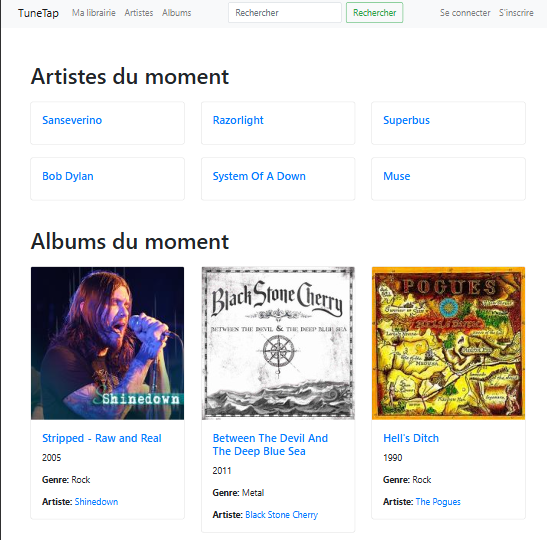 TuneTap Ma librairie Artistes Albums Rechercher Rechercher Se connecter S'inscrire
Artistes du moment
Sanseverino Razorlight Superbus
Bob Dylan System Of A Down Muse
Albums du moment
Shinedown
Black Stone Cherry
BETWEEN THE DEVIL & THE DEEP BLUE SEA
POGUES
HELL'S DITCH
Stripped - Raw and Real
2005
Genre: Rock
Artiste: Shinedown
Between The Devil And
The Deep Blue Sea
2011
Genre: Metal
Artiste: Black Stone Cherry
Hell's Ditch
1990
Genre: Rock
Artiste: The Pogues